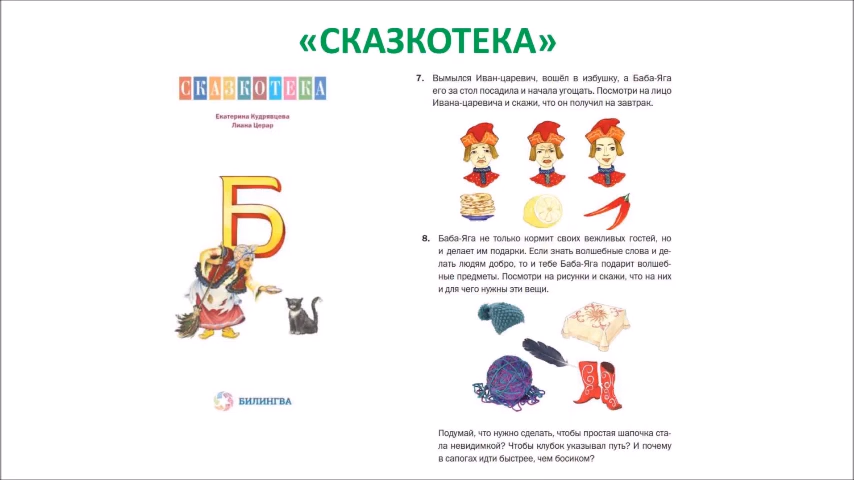 «СКАЗКОТЕКА»
СКАЗКОТЕКА
Екатерина Кудрявцева
Лиана Церар
Б
БИЛИНГВА
7. Вымылся Иван-царевич, вошёл в избушку, а Баба-Яга
его за стол посадила и начала угощать. Посмотри на лицо
Ивана-царевича и скажи, что он получил на завтрак.
8. Баба-Яга не только кормит своих вежливых гостей, но
и делает им подарки. Если знать волшебные слова и де-
лать людям добро, то и тебе Баба-Яга подарит волшеб-
ные предметы. Посмотри на рисунки и скажи, что на них
и для чего нужны эти вещи.
Подумай, что нужно сделать, чтобы простая шапочка ста-
ла невидимкой? Чтобы клубок указывал путь? И почему
в сапогах идти быстрее, чем босиком?